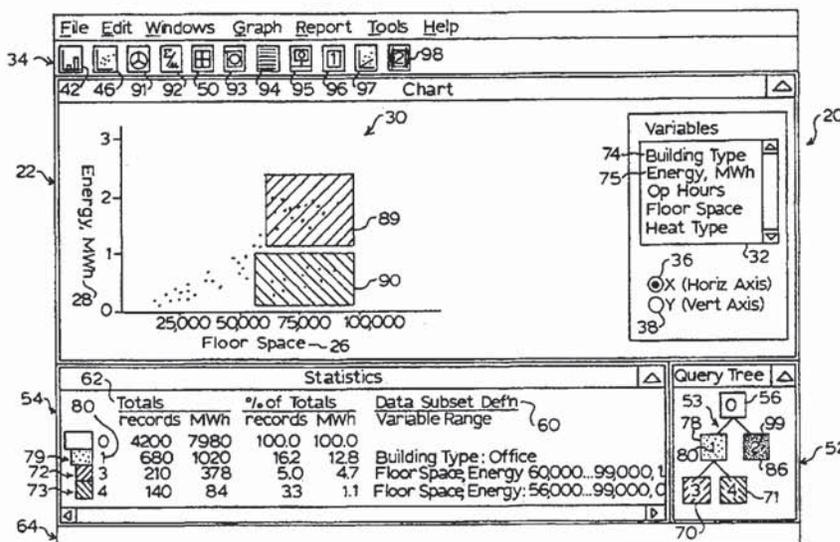 File Edit Windows Graph Report Tools Help
34
98
42 46 91 92 50 93 94 95 96 97 Chart
20
22
30
Energy, MWh 28
3
2
1
0
89
90
25,000 50,000 75,000 100,000
Floor Space 26
Variables
74 Building Type
75 Energy, MWh
Op Hours
Floor Space
Heat Type
32
36
X (Horiz Axis)
Y (Vert Axis)
38
54
62 Statistics
80 Totals % of Totals Data Subset Def'n
records MWh records MWh Variable Range 60
0 4200 7980 100.0 100.0
79 1 680 1020 16.2 12.8 Building Type: Office
72 3 210 378 5.0 4.7 Floor Space, Energy 60,000...99,000, 1.
73 4 140 84 33 1.1 Floor Space, Energy: 56,000...99,000, 0
64
Query Tree
53 0 56
78 99
80 1 2
86
52
3 4 71
70